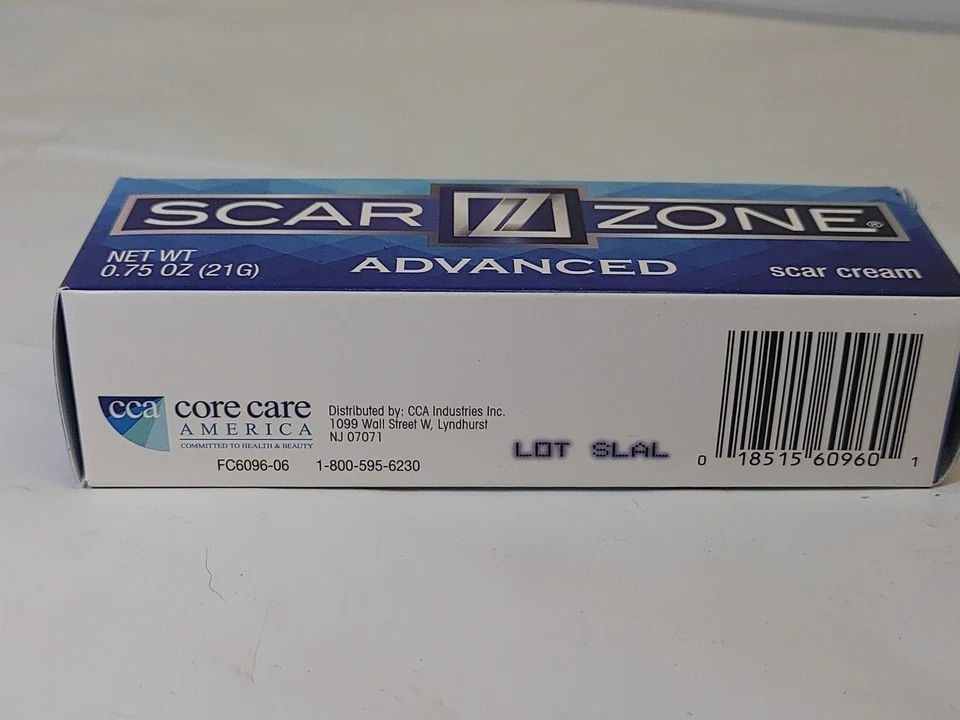 SCAR Z ZONE®
NET WT
0.75 OZ (21G)
ADVANCED
scar cream
cca
core care
AMERICA
COMMITTED TO HEALTH & BEAUTY
Distributed by: CCA Industries Inc.
1099 Wall Street W, Lyndhurst
NJ 07071
FC6096-06 1-800-595-6230
LOT SLAL
0 18515 60960 1